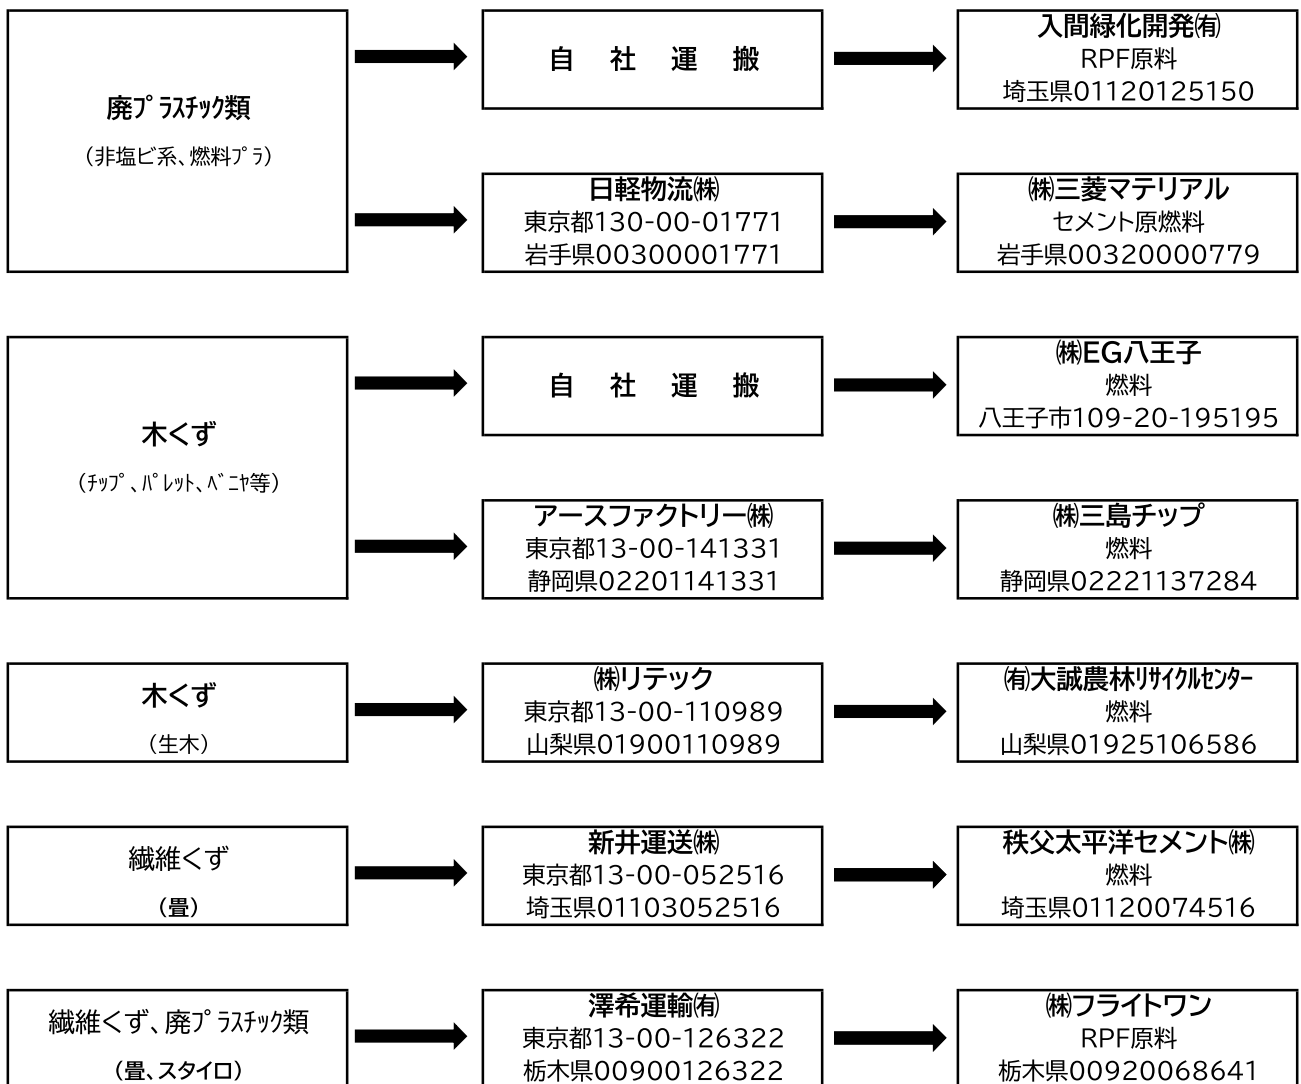 廃プラスチック類
（非塩ビ系、燃料プラ）
自 社 運 搬
入間緑化開発㈲
RPF原料
埼玉県01120125150
日軽物流㈱
東京都130-00-01771
岩手県00300001771
㈱三菱マテリアル
セメント原燃料
岩手県00320000779
木くず
（ﾁｯﾌﾟ、ﾊﾟﾚｯﾄ、ﾍﾞﾆﾔ等）
自 社 運 搬
㈱EG八王子
燃料
八王子市109-20-195195
アースファクトリー㈱
東京都13-00-141331
静岡県02201141331
㈱三島チップ
燃料
静岡県02221137284
木くず
（生木）
㈱リテック
東京都13-00-110989
山梨県01900110989
㈲大誠農林ﾘｻｲｸﾙｾﾝﾀｰ
燃料
山梨県01925106586
繊維くず
（畳）
新井運送㈱
東京都13-00-052516
埼玉県01103052516
秩父太平洋セメント㈱
燃料
埼玉県01120074516
繊維くず、廃ﾌﾟﾗｽﾁｯｸ類
（畳、スタイロ）
澤希運輸㈲
東京都13-00-126322
栃木県00900126322
㈱フライトワン
RPF原料
栃木県00920068641